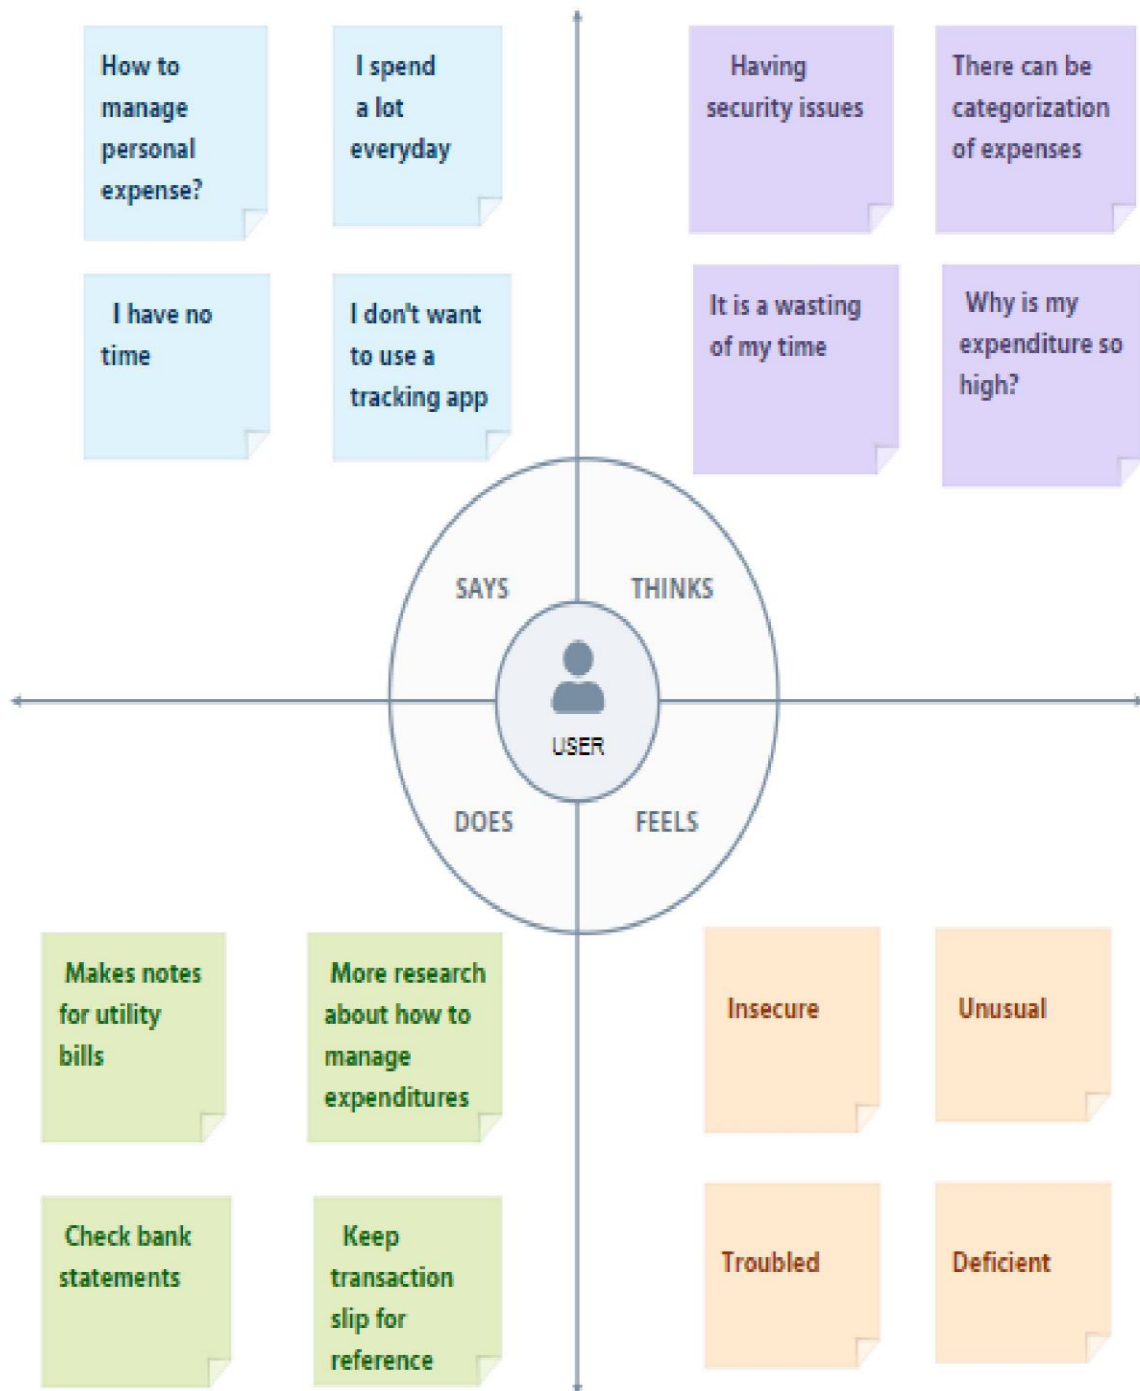 How to
manage
personal
expense?
I spend
a lot
everyday
I have no
time
I don't want
to use a
tracking app
Having
security issues
There can be
categorization
of expenses
It is a wasting
of my time
Why is my
expenditure so
high?
SAYS
THINKS
USER
DOES
FEELS
Makes notes
for utility
bills
More research
about how to
manage
expenditures
Check bank
statements
Keep
transaction
slip for
reference
Insecure
Unusual
Troubled
Deficient